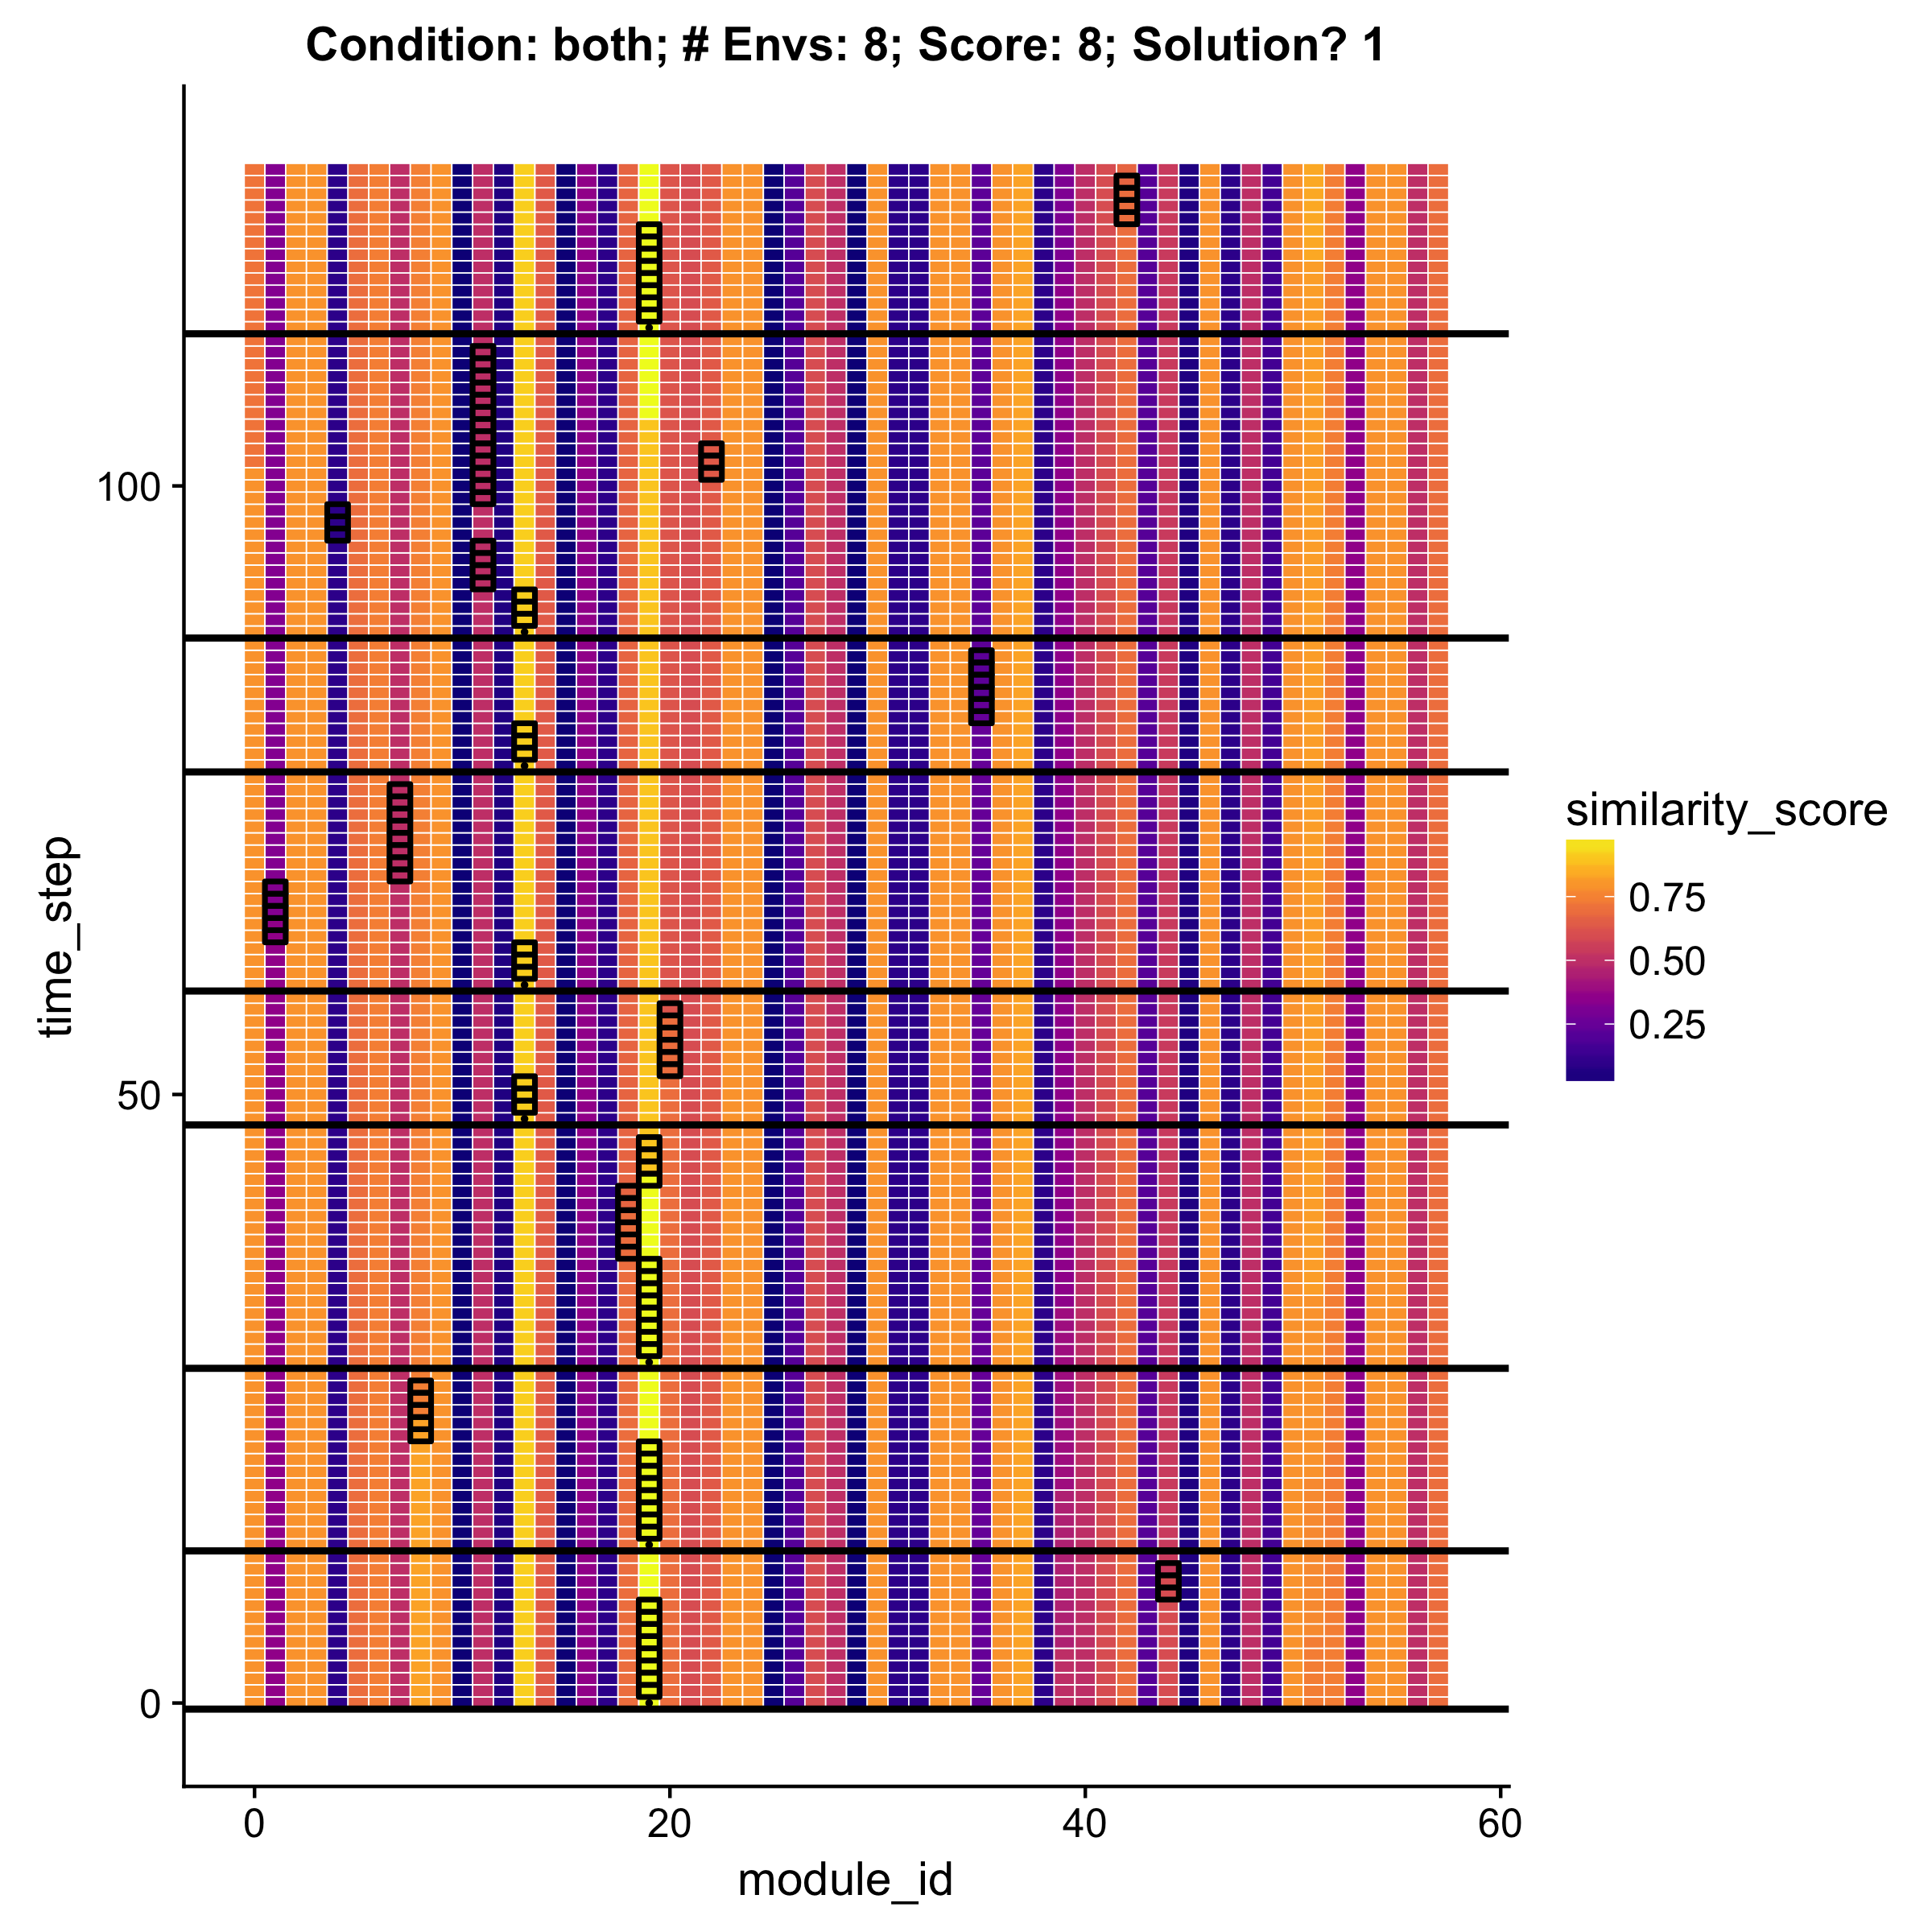 Condition: both; # Envs: 8; Score: 8; Solution? 1
time_step
100
50
0
0
20
40
60
module_id
similarity_score
0.75
0.50
0.25